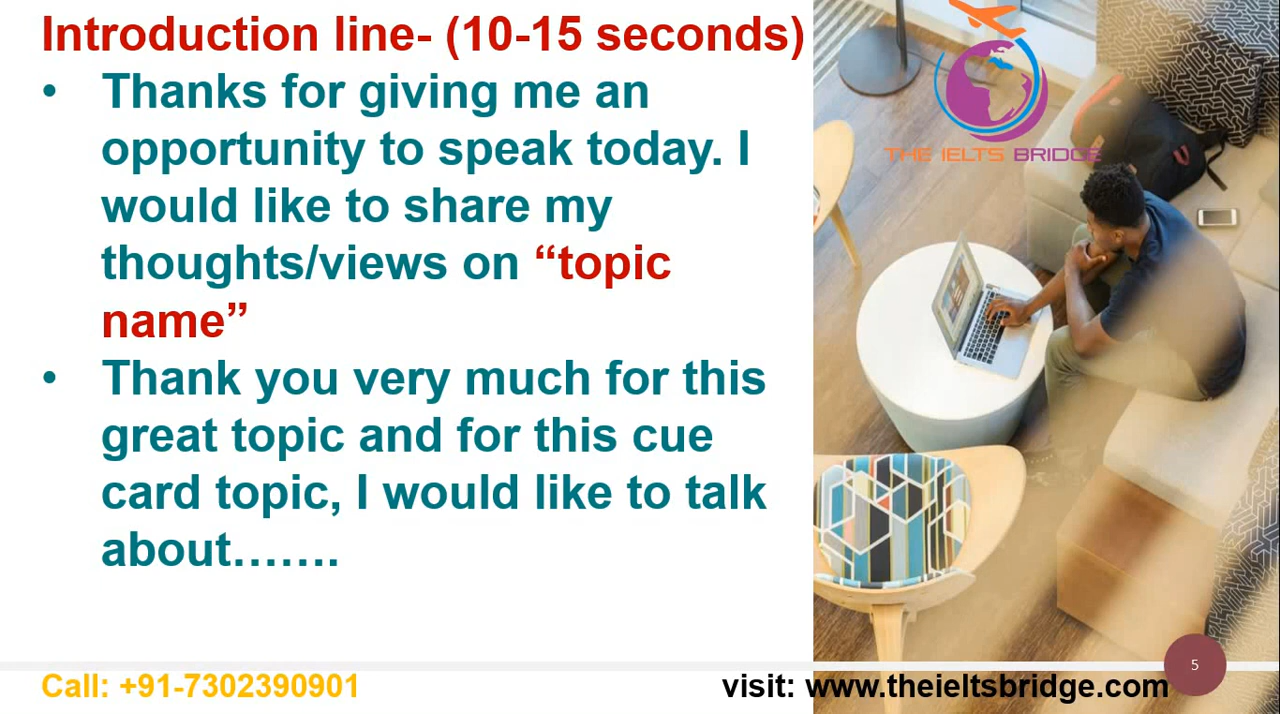 Introduction line- (10-15 seconds)
• Thanks for giving me an
opportunity to speak today. I
would like to share my
thoughts/views on “topic
name”
• Thank you very much for this
great topic and for this cue
card topic, I would like to talk
about…….
THE IELTS BRIDGE
5
Call: +91-7302390901
visit: www.theieltsbridge.com